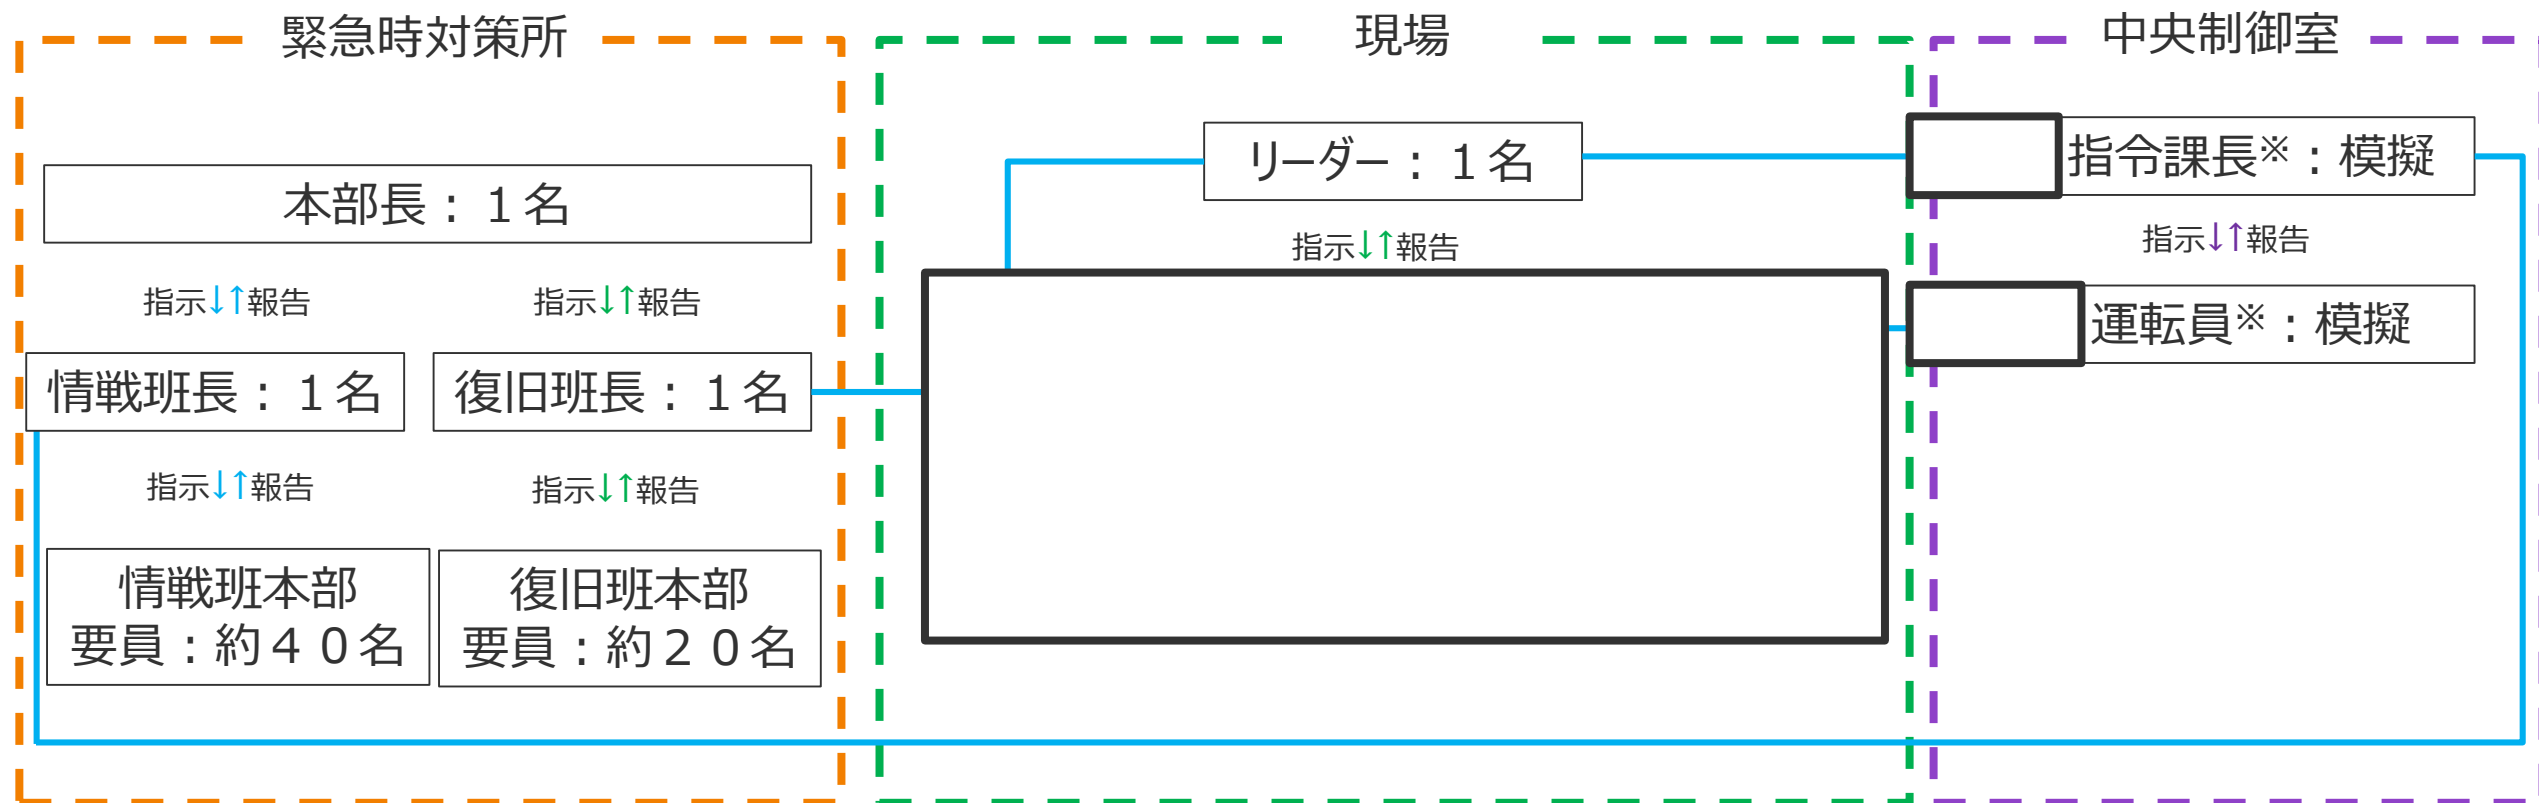 緊急時対策所
本部長：１名
指示↓↑報告
指示↓↑報告
情戦班長：１名
復旧班長：１名
指示↓↑報告
指示↓↑報告
情戦班本部
要員：約４０名
復旧班本部
要員：約２０名
現場
リーダー：１名
指示↓↑報告
中央制御室
指令課長※：模擬
指示↓↑報告
運転員※：模擬